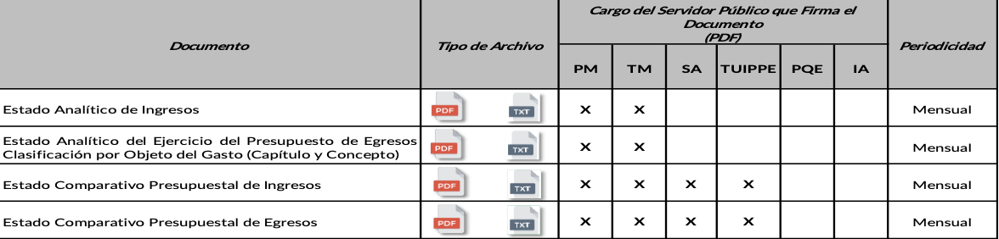 Documento
Tipo de Archivo
Cargo del Servidor Público que Firma el
Documento
(PDF)
Periodicidad
PM TM SA TUIPPE PQE IA
Estado Analítico de Ingresos PDF TXT X X Mensual
Estado Analítico del Ejercicio del Presupuesto de Egresos
Clasificación por Objeto del Gasto (Capítulo y Concepto) PDF TXT X X Mensual
Estado Comparativo Presupuestal de Ingresos PDF TXT X X X X Mensual
Estado Comparativo Presupuestal de Egresos PDF TXT X X X X Mensual